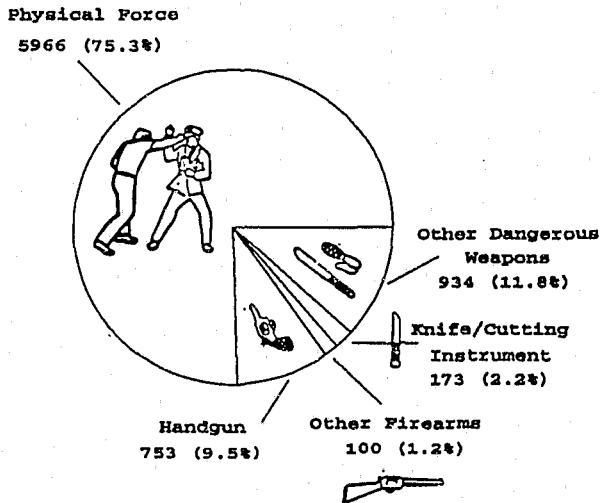 Physical Force
5966 (75.3%)
Other Dangerous
Weapons
934 (11.8%)
Knife/Cutting
Instrument
173 (2.2%)
Handgun
753 (9.5%)
Other Firearms
100 (1.2%)